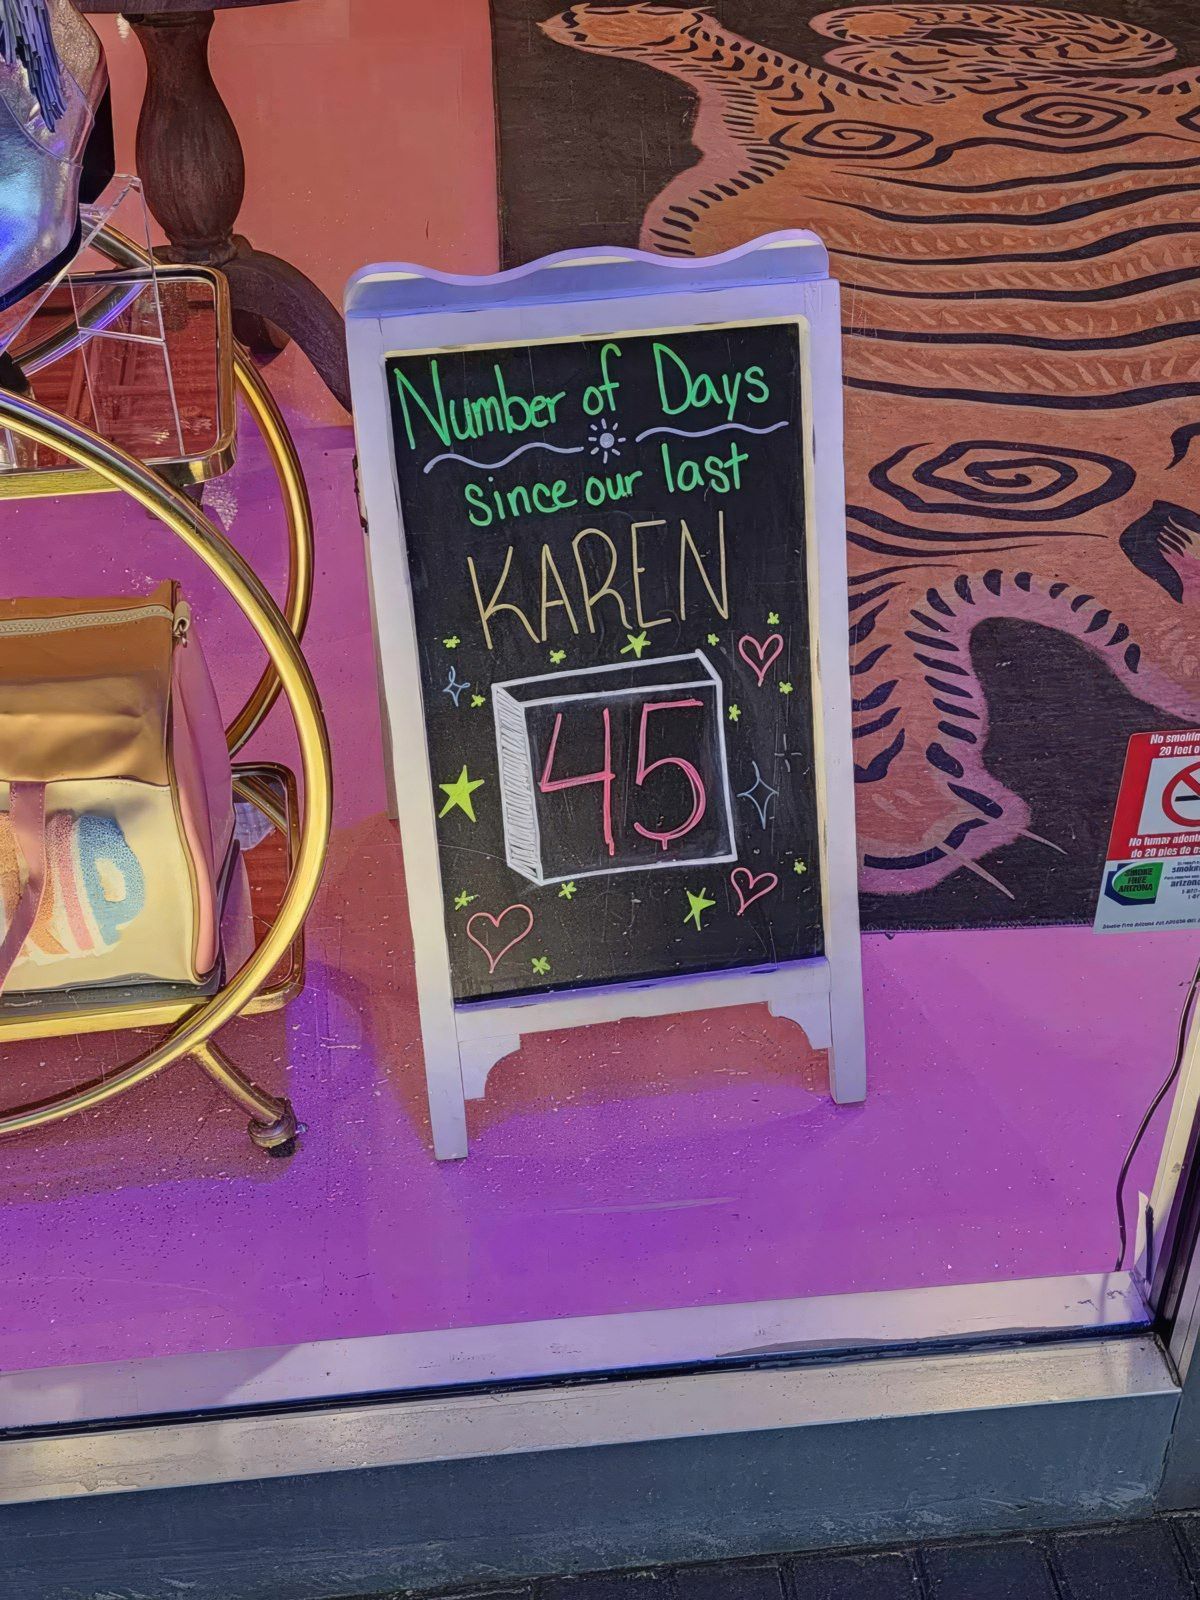 Number of Days
since our last
KAREN
45
No smoking
20 feet
No fumar
de 20 pies de
SMOKE
FREE
ARIZONA